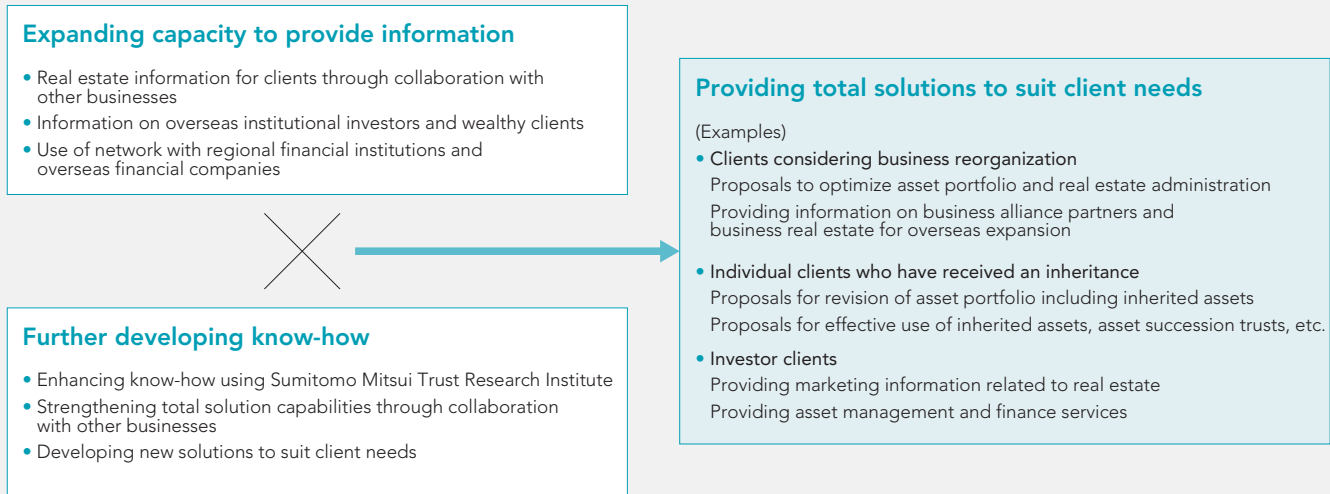 Expanding capacity to provide information
• Real estate information for clients through collaboration with
other businesses
• Information on overseas institutional investors and wealthy clients
• Use of network with regional financial institutions and
overseas financial companies
Further developing know-how
• Enhancing know-how using Sumitomo Mitsui Trust Research Institute
• Strengthening total solution capabilities through collaboration
with other businesses
• Developing new solutions to suit client needs
Providing total solutions to suit client needs
(Examples)
• Clients considering business reorganization
Proposals to optimize asset portfolio and real estate administration
Providing information on business alliance partners and
business real estate for overseas expansion
• Individual clients who have received an inheritance
Proposals for revision of asset portfolio including inherited assets
Proposals for effective use of inherited assets, asset succession trusts, etc.
• Investor clients
Providing marketing information related to real estate
Providing asset management and finance services